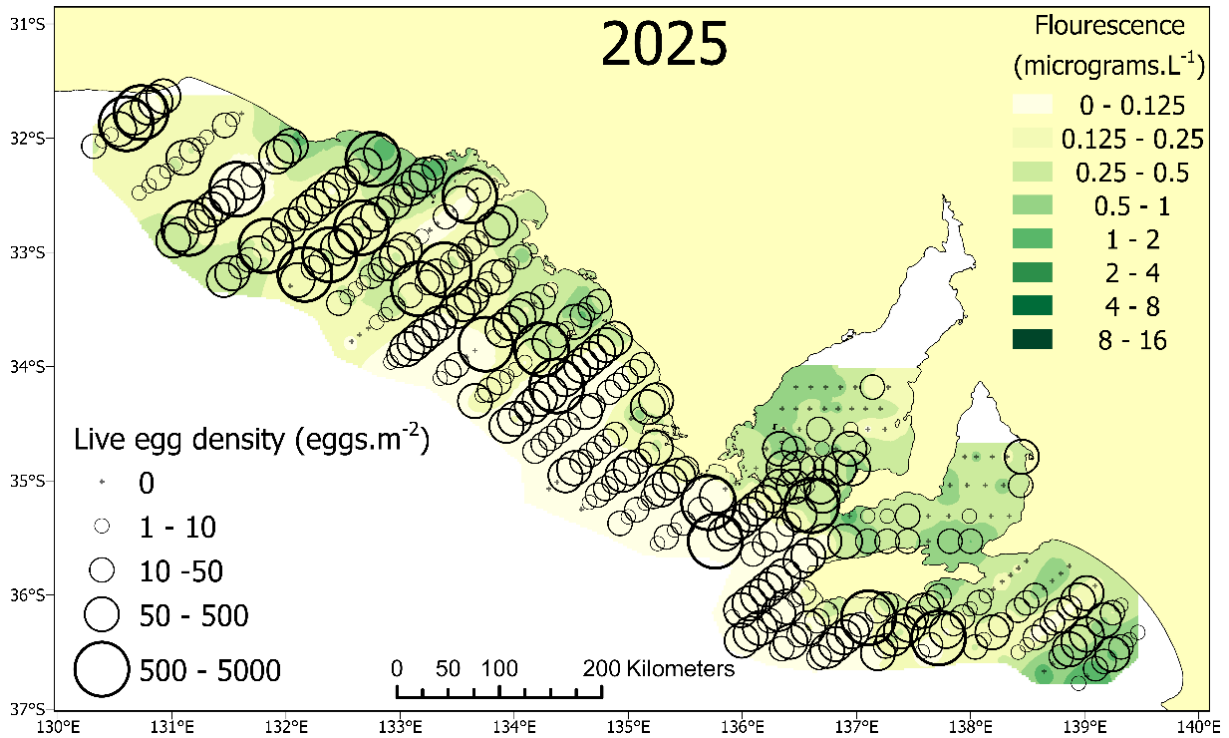 2025
Flourescence
(micrograms.L⁻¹)
0 - 0.125
0.125 - 0.25
0.25 - 0.5
0.5 - 1
1 - 2
2 - 4
4 - 8
8 - 16
31°S
32°S
33°S
34°S
35°S
36°S
37°S
Live egg density (eggs.m⁻²)
0
1 - 10
10 -50
50 - 500
500 - 5000
0 50 100 200 Kilometers
130°E 131°E 132°E 133°E 134°E 135°E 136°E 137°E 138°E 139°E 140°E